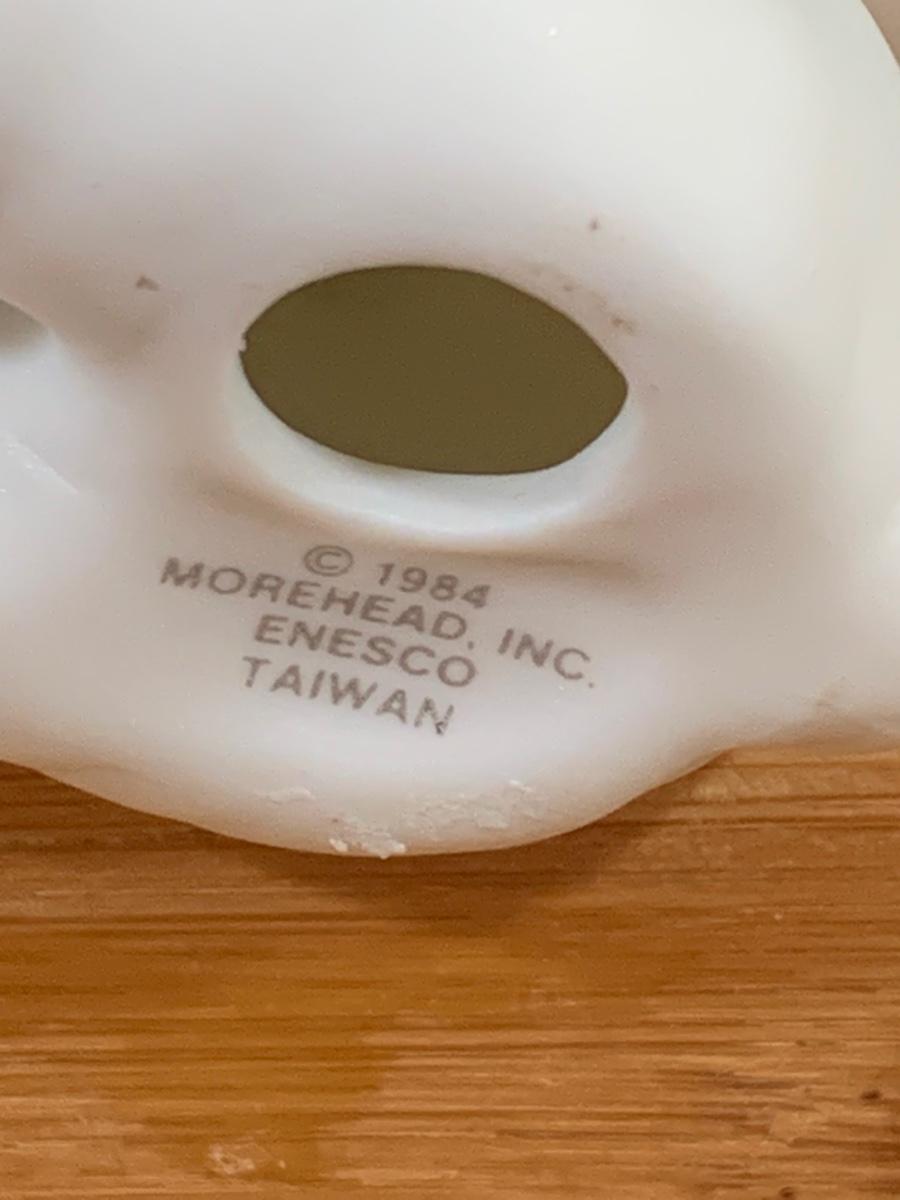 © 1984
MOREHEAD, INC.
ENESCO
TAIWAN